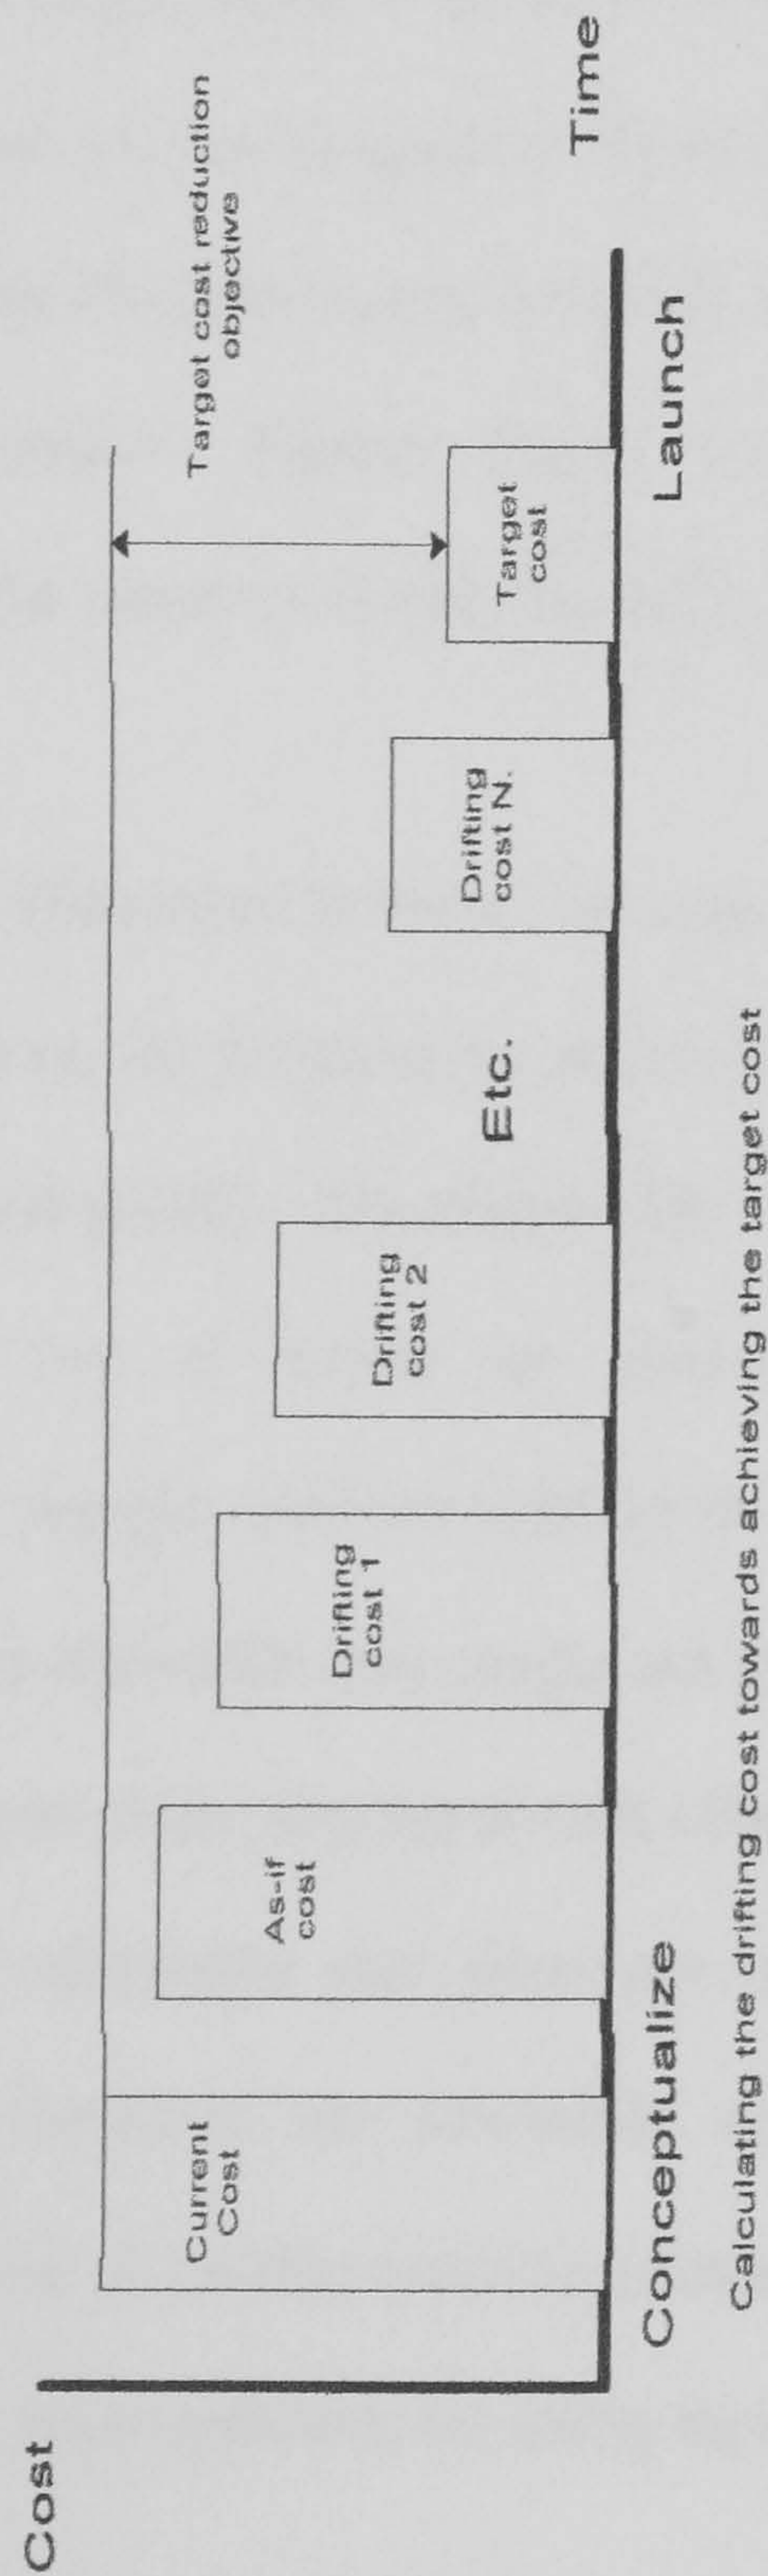 Cost
Target cost reduction
objective
Current
Cost
As-if
cost
Drifting
cost 1
Drifting
cost 2
Etc.
Drifting
cost N.
Target
cost
Time
Conceptualize
Launch
Calculating the drifting cost towards achieving the target cost